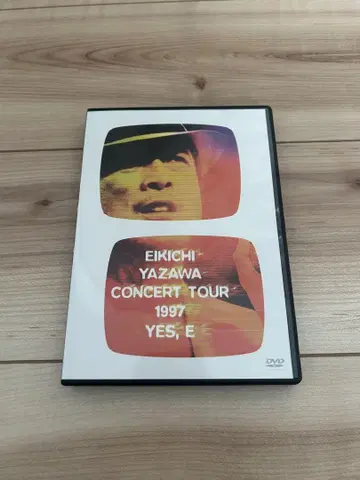 EIKICHI
YAZAWA
CONCERT TOUR
1997
YES, E
DVD